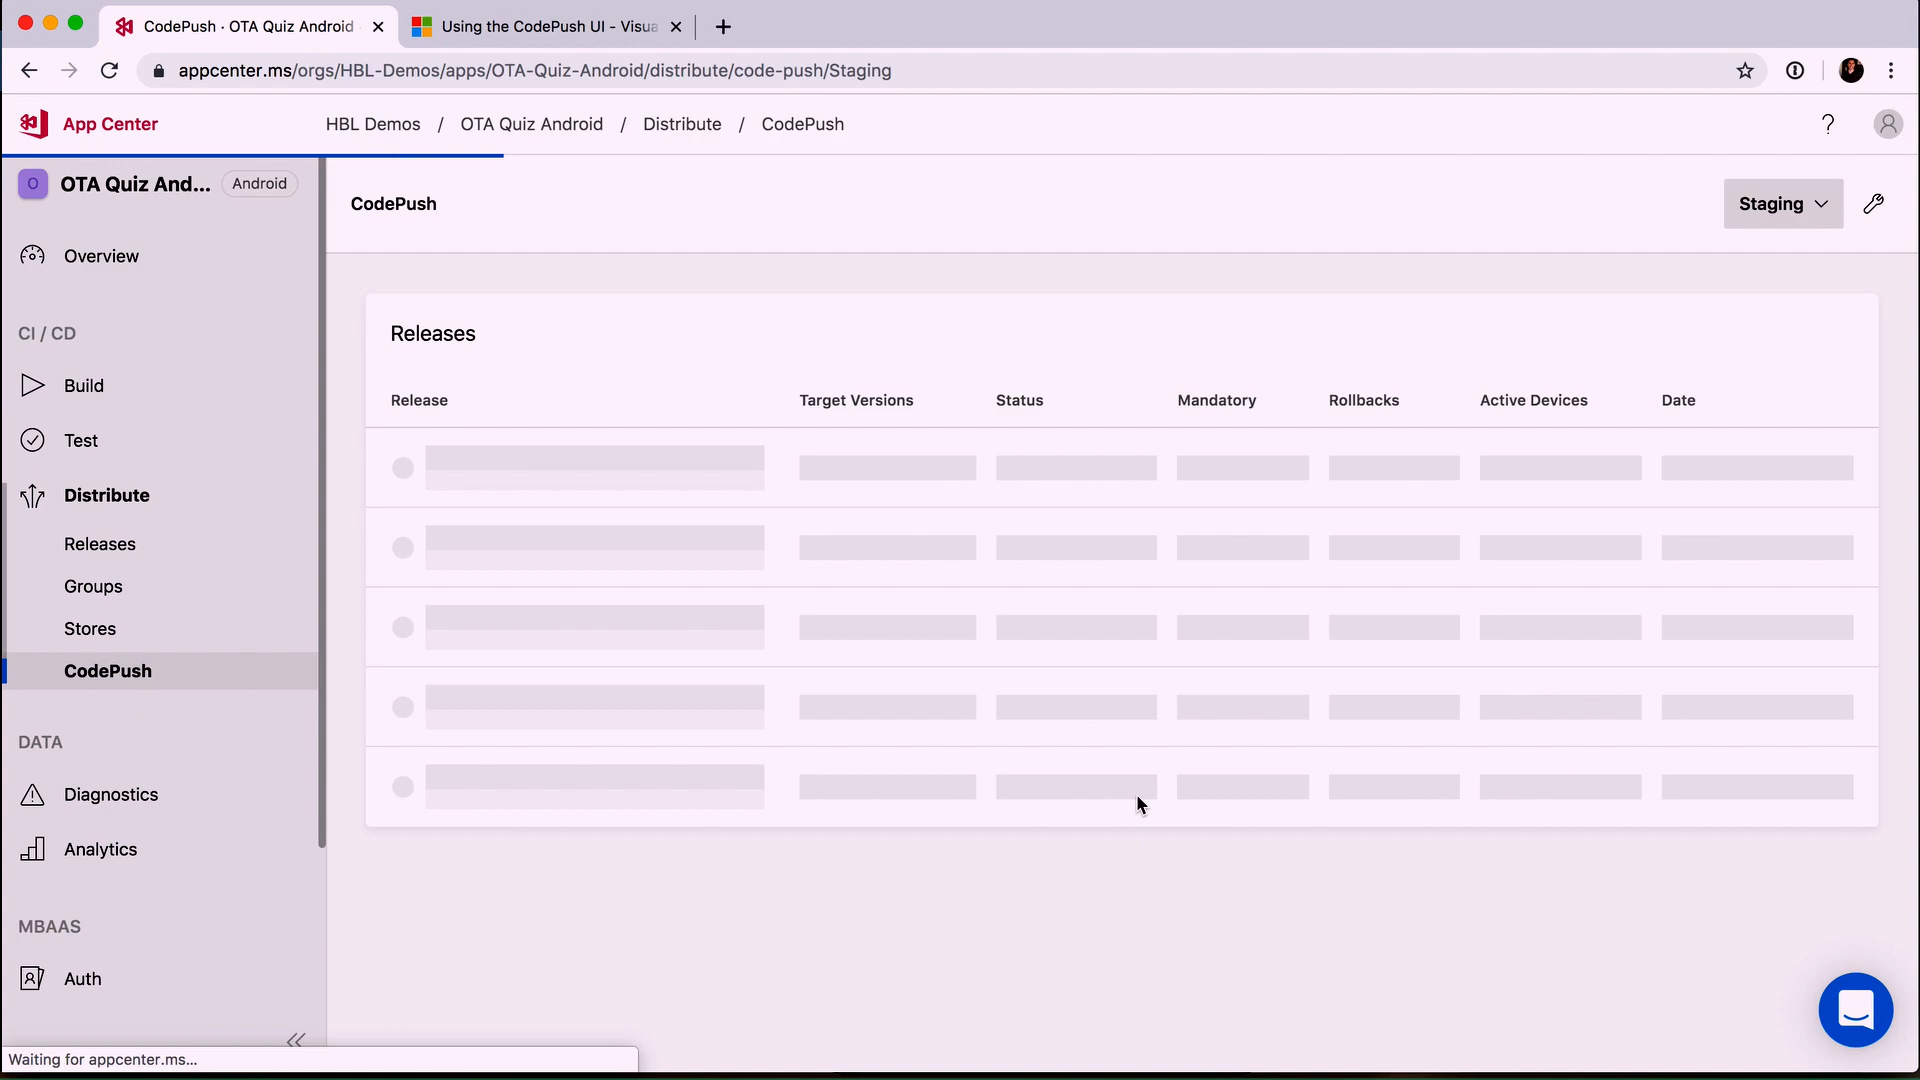 CodePush · OTA Quiz Android
Using the CodePush UI - Visua
appcenter.ms/orgs/HBL-Demos/apps/OTA-Quiz-Android/distribute/code-push/Staging
App Center
HBL Demos / OTA Quiz Android / Distribute / CodePush
?
O
OTA Quiz And...
Android
CodePush
Staging
Overview
CI / CD
Build
Test
Distribute
Releases
Groups
Stores
CodePush
DATA
Diagnostics
Analytics
MBAAS
Auth
Releases
Release
Target Versions
Status
Mandatory
Rollbacks
Active Devices
Date
Waiting for appcenter.ms...